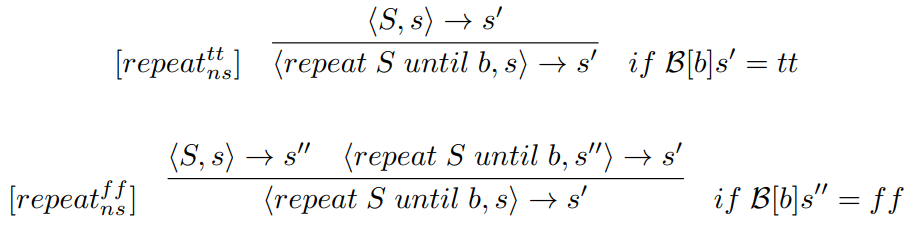 ⟨S, s⟩ → s′
[repeat^{tt}_{ns}] ⟨repeat S until b, s⟩ → s′ if ℬ[b]s′ = tt
⟨S, s⟩ → s″ ⟨repeat S until b, s″⟩ → s′
[repeat^{ff}_{ns}] ⟨repeat S until b, s⟩ → s′ if ℬ[b]s″ = ff